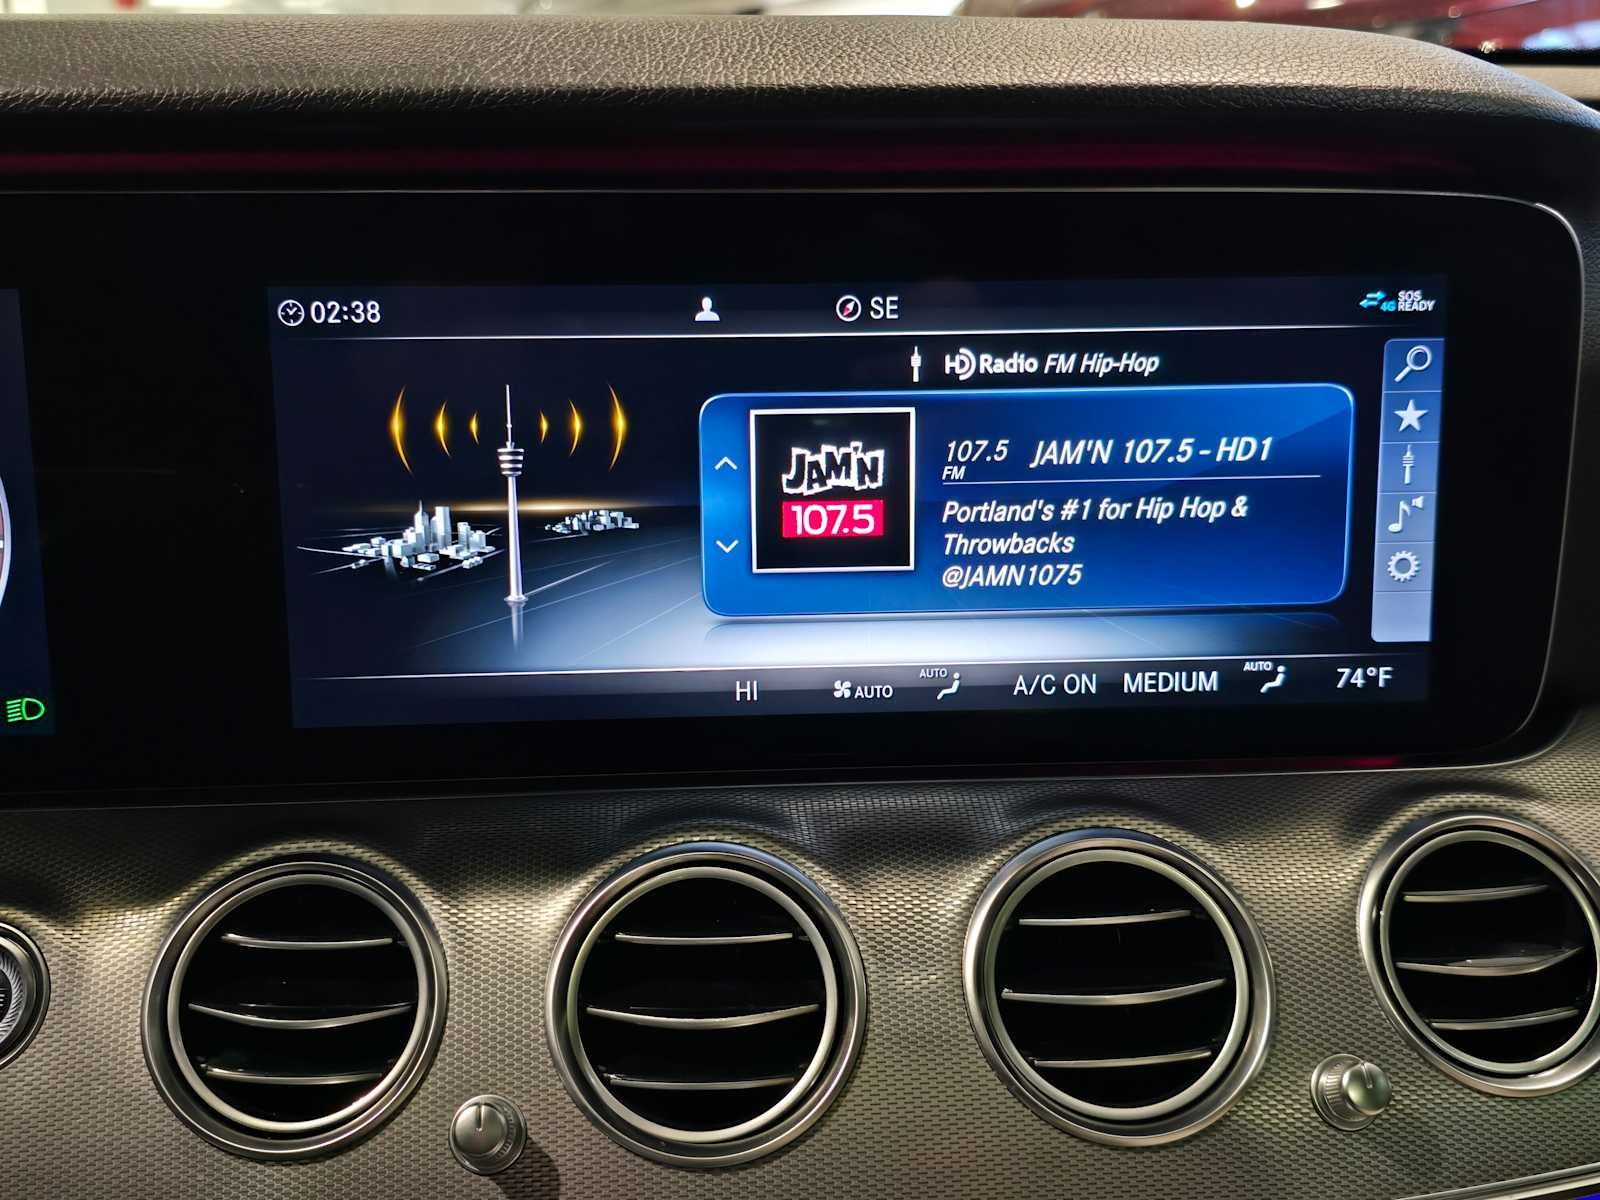 02:38
SE
4G SOS READY
HD Radio FM Hip-Hop
JAM'N
107.5
107.5 FM JAM'N 107.5 - HD1
Portland's #1 for Hip Hop &
Throwbacks
@JAMN1075
HI
AUTO
AUTO
A/C ON
MEDIUM
AUTO
74°F